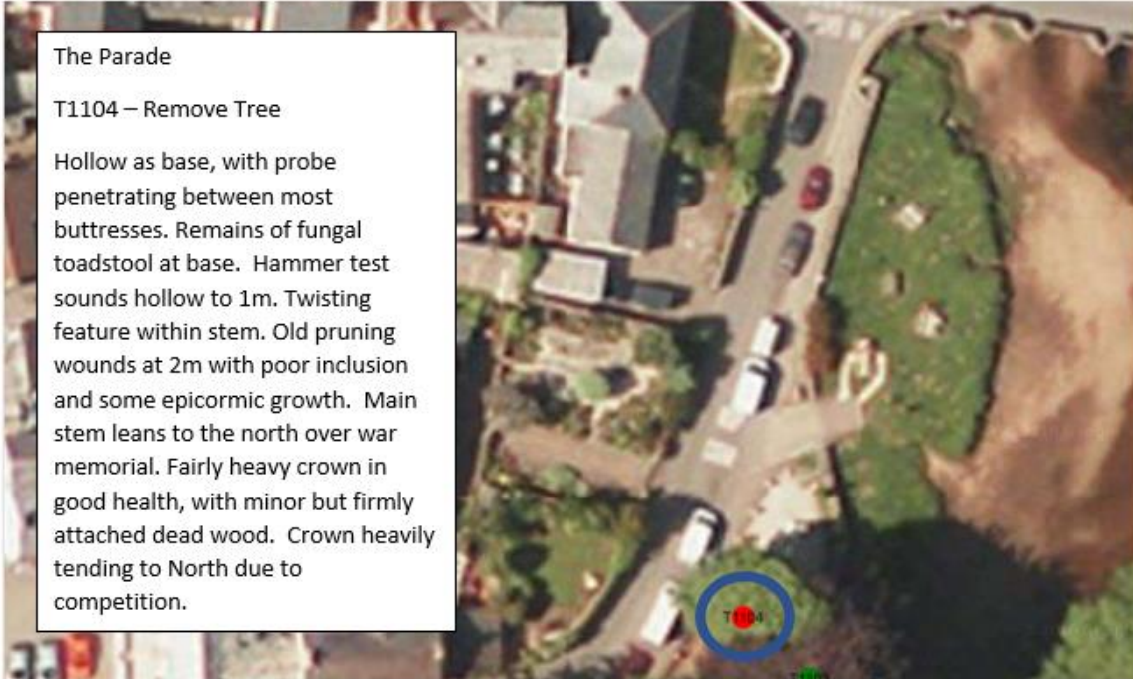 The Parade
T1104 – Remove Tree
Hollow as base, with probe
penetrating between most
buttresses. Remains of fungal
toadstool at base.  Hammer test
sounds hollow to 1m. Twisting
feature within stem. Old pruning
wounds at 2m with poor inclusion
and some epicormic growth.  Main
stem leans to the north over war
memorial. Fairly heavy crown in
good health, with minor but firmly
attached dead wood.  Crown heavily
tending to North due to
competition.
T1104